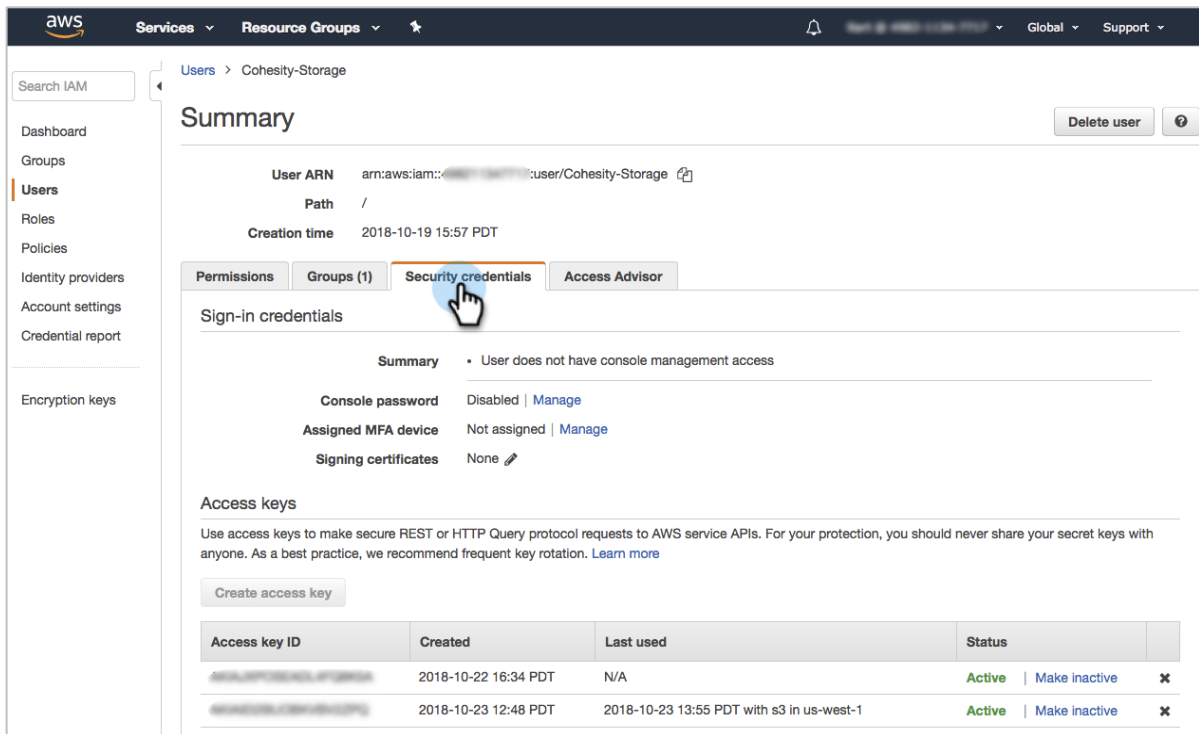 aws Services Resource Groups Global Support
Search IAM
Users > Cohesity-Storage
Summary
Delete user ?
Dashboard
Groups
Users
Roles
Policies
Identity providers
Account settings
Credential report
Encryption keys
User ARN arn:aws:iam:: :user/Cohesity-Storage
Path /
Creation time 2018-10-19 15:57 PDT
Permissions Groups (1) Security credentials Access Advisor
Sign-in credentials
Summary • User does not have console management access
Console password Disabled | Manage
Assigned MFA device Not assigned | Manage
Signing certificates None
Access keys
Use access keys to make secure REST or HTTP Query protocol requests to AWS service APIs. For your protection, you should never share your secret keys with
anyone. As a best practice, we recommend frequent key rotation. Learn more
Create access key
Access key ID Created Last used Status
2018-10-22 16:34 PDT N/A Active | Make inactive ×
2018-10-23 12:48 PDT 2018-10-23 13:55 PDT with s3 in us-west-1 Active | Make inactive ×